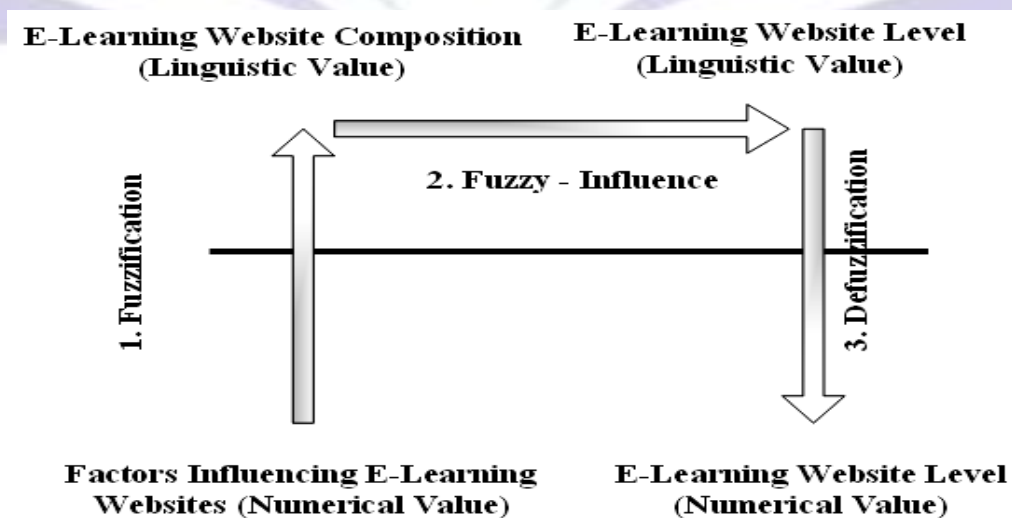 E-Learning Website Composition
(Linguistic Value)
E-Learning Website Level
(Linguistic Value)
2. Fuzzy - Influence
1. Fuzzification
3. Defuzzification
Factors Influencing E-Learning
Websites (Numerical Value)
E-Learning Website Level
(Numerical Value)